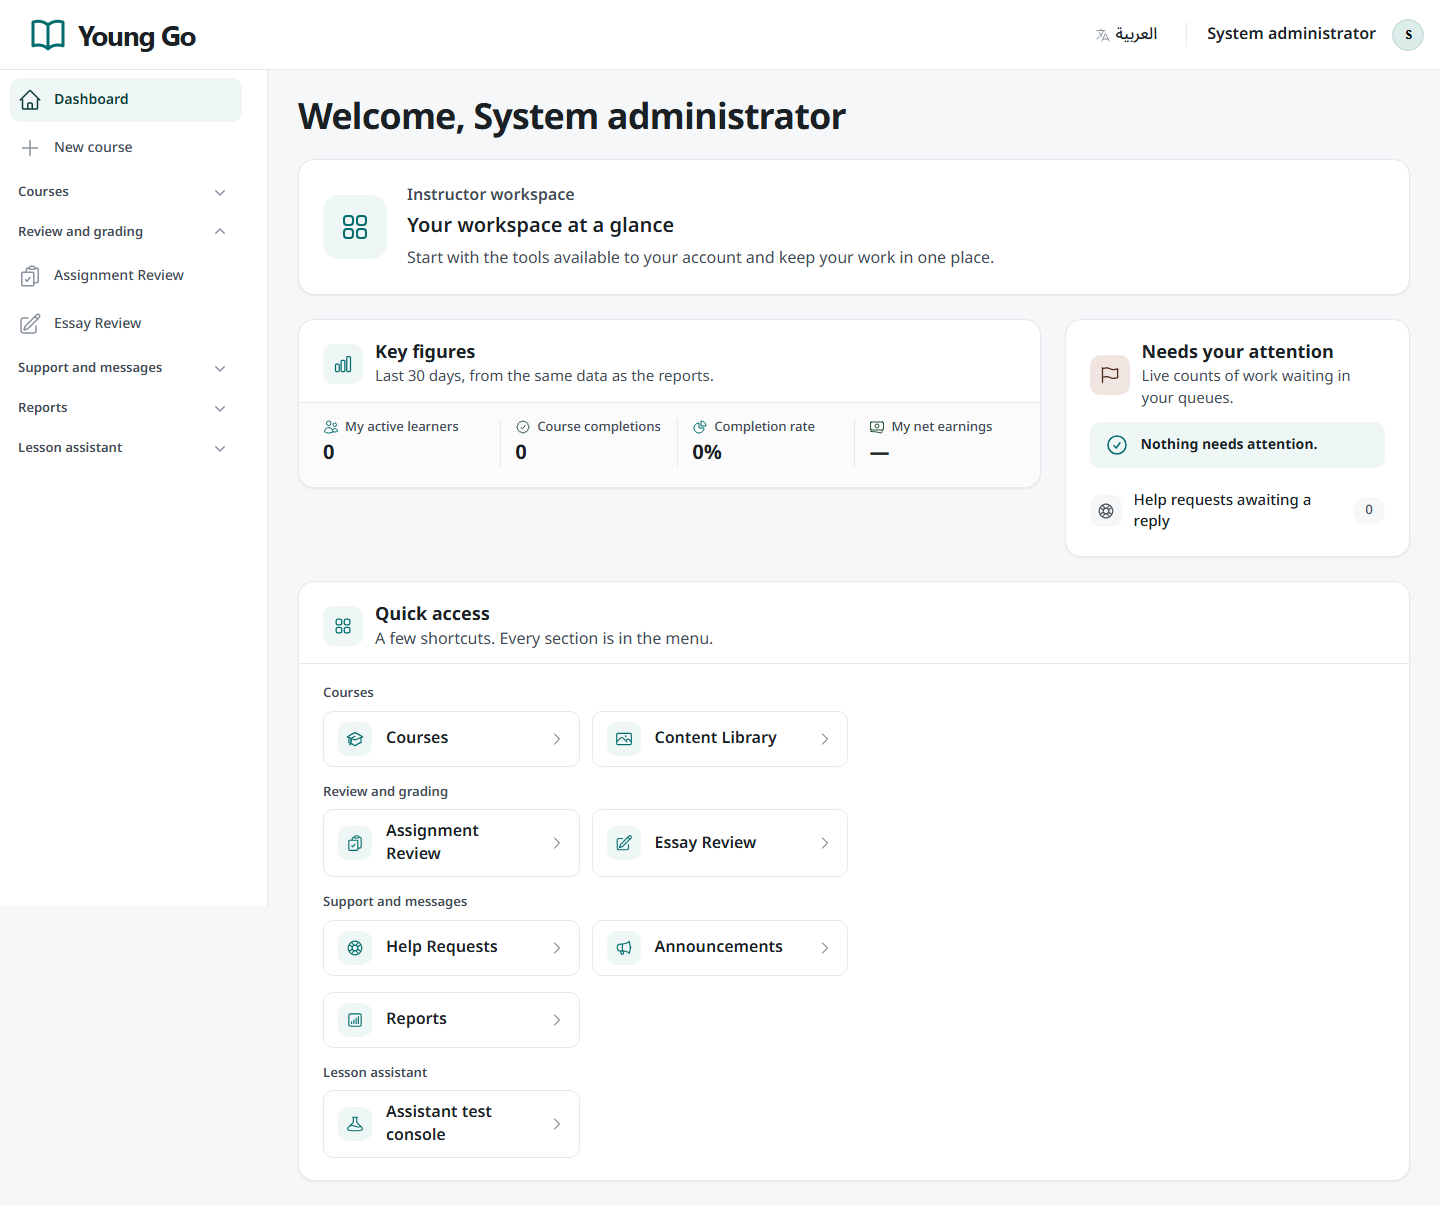 Young Go
العربية
System administrator
S
Dashboard
New course
Courses
Review and grading
Assignment Review
Essay Review
Support and messages
Reports
Lesson assistant
Welcome, System administrator
Instructor workspace
Your workspace at a glance
Start with the tools available to your account and keep your work in one place.
Key figures
Last 30 days, from the same data as the reports.
My active learners
0
Course completions
0
Completion rate
0%
My net earnings
—
Needs your attention
Live counts of work waiting in
your queues.
Nothing needs attention.
Help requests awaiting a
reply
0
Quick access
A few shortcuts. Every section is in the menu.
Courses
Courses
Content Library
Review and grading
Assignment
Review
Essay Review
Support and messages
Help Requests
Announcements
Reports
Lesson assistant
Assistant test
console